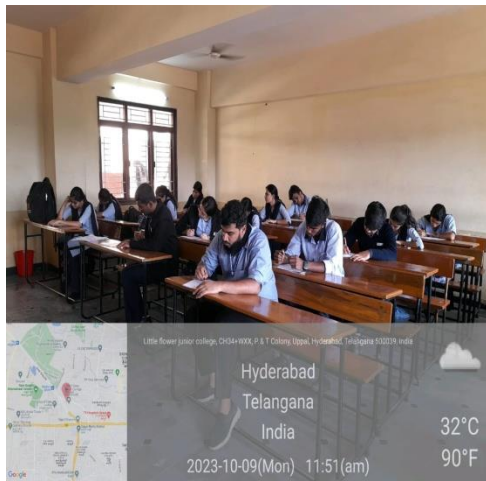 Little flower junior college, CH34+WXX, P & T Colony, Uppal, Hyderabad, Telangana 500039, India
Hyderabad
Telangana
India
2023-10-09(Mon) 11:51(am)
32°C
90°F
Google